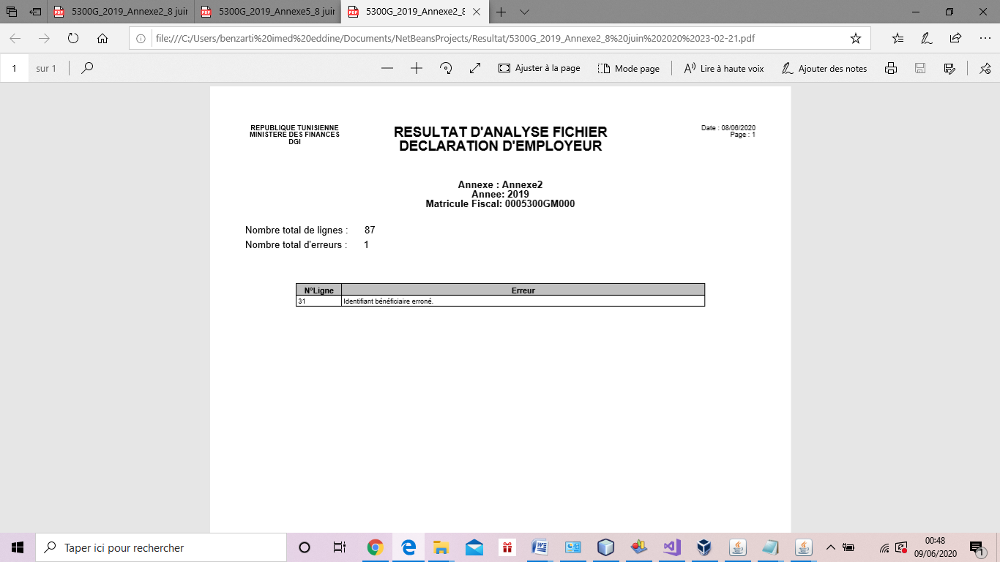 5300G_2019_Annexe2_8 juin
5300G_2019_Annexe5_8 juin
5300G_2019_Annexe2_8
file:///C:/Users/benzarti%20imed%20eddine/Documents/NetBeansProjects/Resultat/5300G_2019_Annexe2_8%20juin%202020%2023-02-21.pdf
1 sur 1
Ajuster à la page
Mode page
Lire à haute voix
Ajouter des notes
REPUBLIQUE TUNISIENNE
MINISTERE DES FINANCES
DGI
RESULTAT D'ANALYSE FICHIER
DECLARATION D'EMPLOYEUR
Date : 08/06/2020
Page : 1
Annexe : Annexe2
Annee: 2019
Matricule Fiscal: 0005300GM000
Nombre total de lignes : 87
Nombre total d'erreurs : 1
N°Ligne Erreur
31 Identifiant bénéficiaire erroné.
Taper ici pour rechercher
00:48
09/06/2020
1